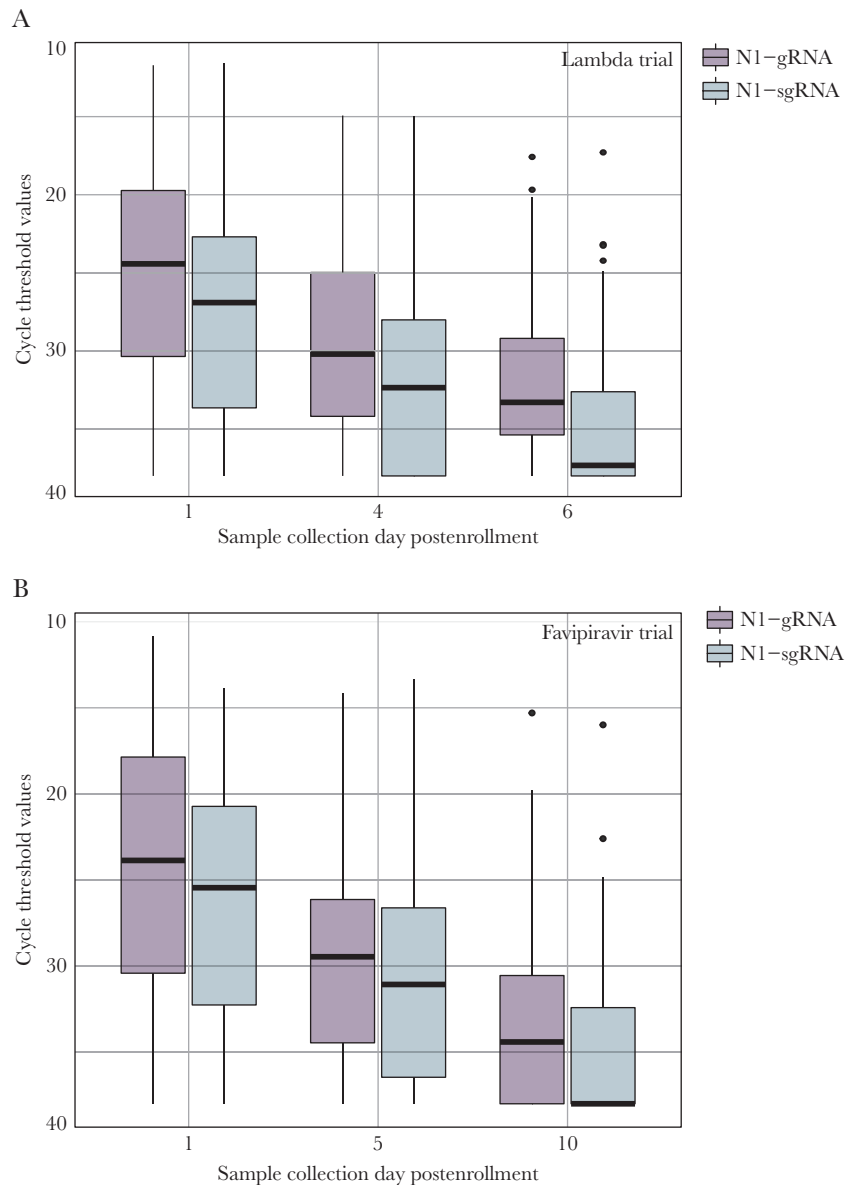 A
10
Lambda trial
N1–gRNA
N1–sgRNA
20
Cycle threshold values
30
40
1
4
6
Sample collection day postenrollment
B
10
Favipiravir trial
N1–gRNA
N1–sgRNA
20
Cycle threshold values
30
40
1
5
10
Sample collection day postenrollment